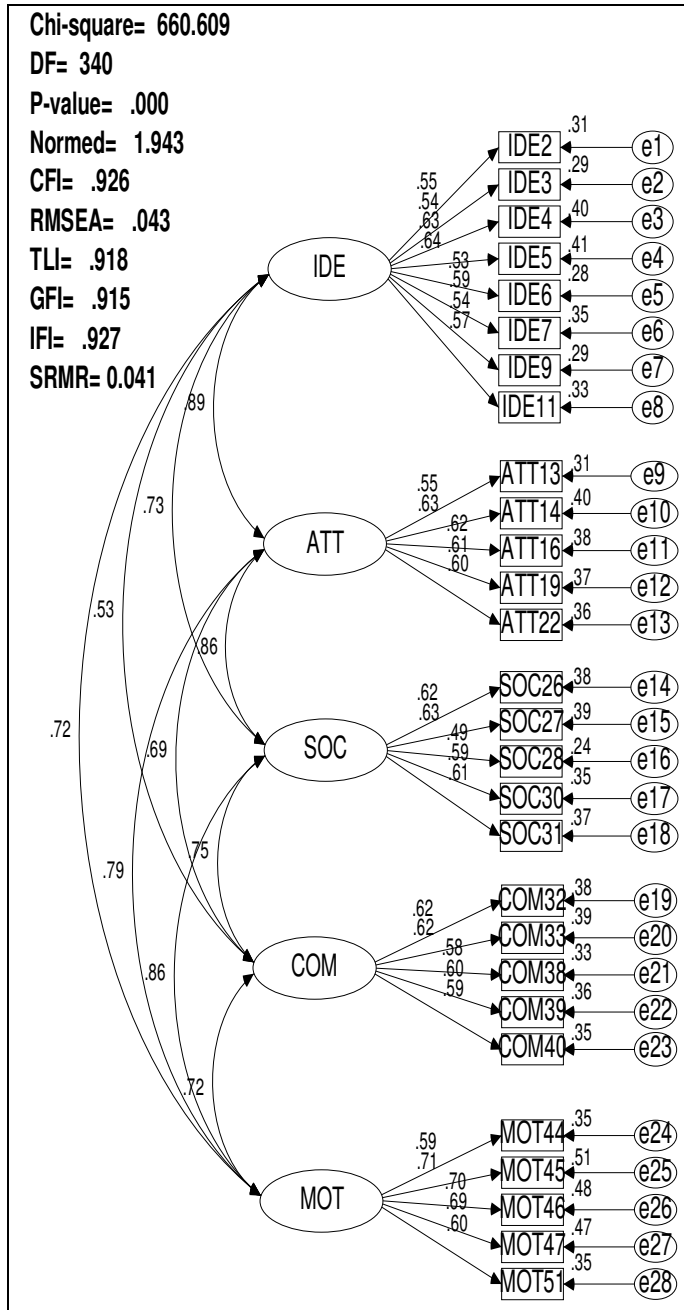 Chi-square= 660.609
DF= 340
P-value= .000
Normed= 1.943
CFI= .926
RMSEA= .043
TLI= .918
GFI= .915
IFI= .927
SRMR= 0.041
IDE
.55
.54
.63
.64
.53
.59
.54
.57
IDE2 .31 e1
IDE3 .29 e2
IDE4 .40 e3
IDE5 .41 e4
IDE6 .28 e5
IDE7 .35 e6
IDE9 .29 e7
IDE11 .33 e8
.89
.73
.53
.72
ATT
.55
.63
.62
.61
.60
ATT13 .31 e9
ATT14 .40 e10
ATT16 .38 e11
ATT19 .37 e12
ATT22 .36 e13
.86
.69
.79
SOC
.62
.63
.49
.59
.61
SOC26 .38 e14
SOC27 .39 e15
SOC28 .24 e16
SOC30 .35 e17
SOC31 .37 e18
.75
.86
COM
.62
.62
.58
.60
.59
COM32 .38 e19
COM33 .39 e20
COM38 .33 e21
COM39 .36 e22
COM40 .35 e23
.72
MOT
.59
.71
.70
.69
.60
MOT44 .35 e24
MOT45 .51 e25
MOT46 .48 e26
MOT47 .47 e27
MOT51 .35 e28